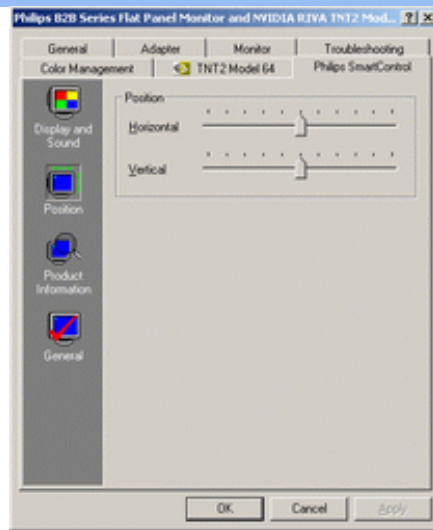 Philips B2B Series Flat Panel Monitor and NVIDIA RIVA TNT2 Mod...
General
Adapter
Monitor
Troubleshooting
Color Management
TNT2 Model 64
Philips SmartControl
Display and
Sound
Position
Product
Information
General
Position
Horizontal
Vertical
OK
Cancel
Apply